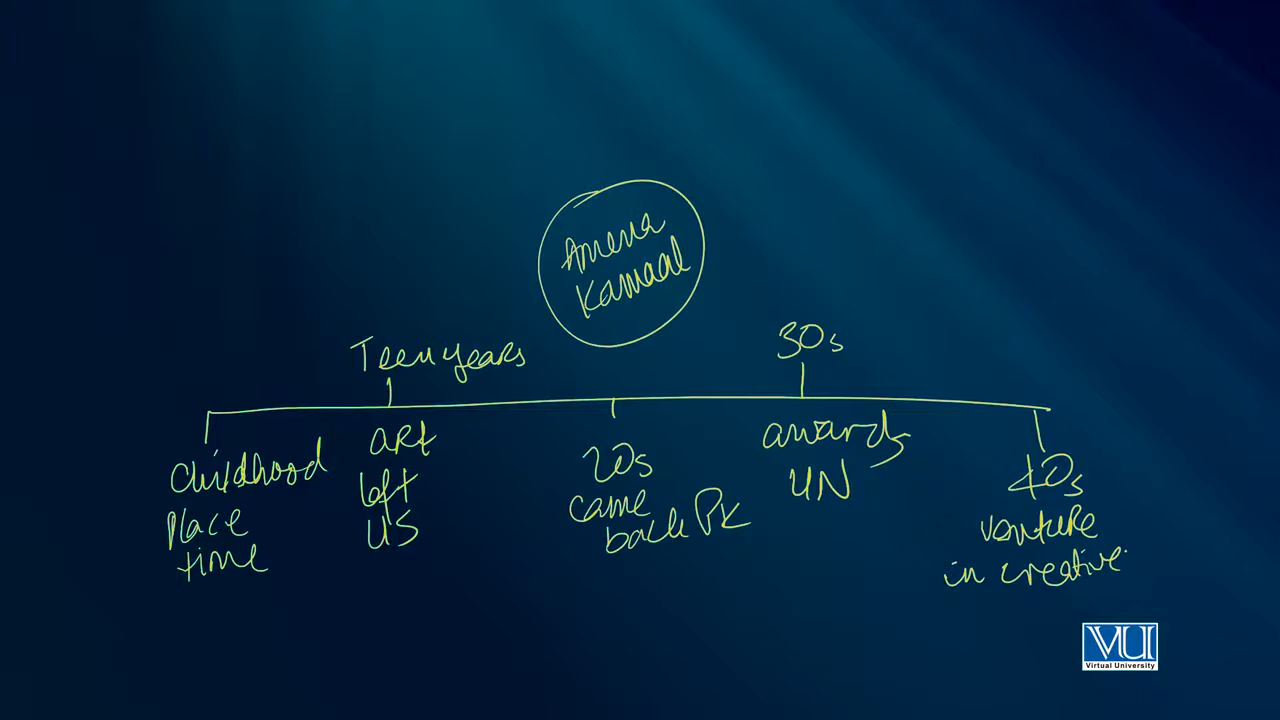 Amena
Kamaal
Teen years
30s
Childhood
place
time
art
left
US
20s
came
back Pk
awards
UN
40s
venture
in creative.
VU
Virtual University